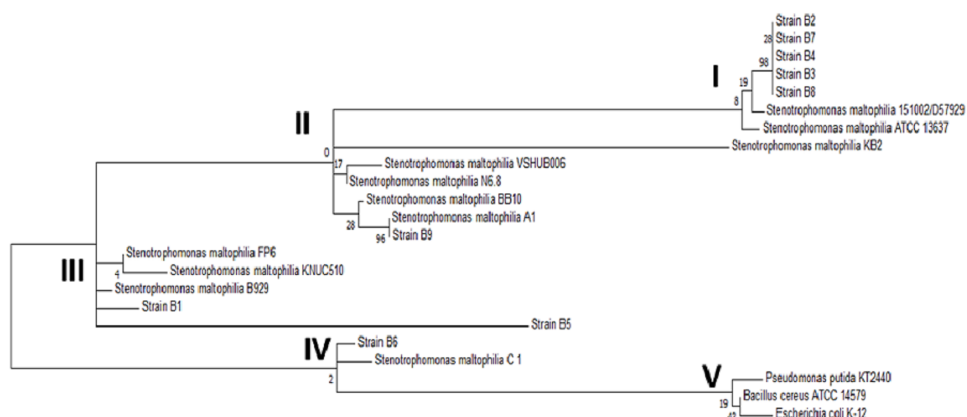 Strain B2
28
Strain B7
Strain B4
98
I
Strain B3
19
Strain B8
8
Stenotrophomonas maltophilia 151002/D57929
II
Stenotrophomonas maltophilia ATCC 13637
Stenotrophomonas maltophilia KB2
0
17
Stenotrophomonas maltophilia VSHUB006
Stenotrophomonas maltophilia N6.8
Stenotrophomonas maltophilia BB10
28
Stenotrophomonas maltophilia A1
96
Strain B9
Stenotrophomonas maltophilia FP6
III
4
Stenotrophomonas maltophilia KNUC510
Stenotrophomonas maltophilia B929
Strain B1
Strain B5
IV
Strain B6
Stenotrophomonas maltophilia C 1
2
V
Pseudomonas putida KT2440
19
Bacillus cereus ATCC 14579
42
Escherichia coli K-12